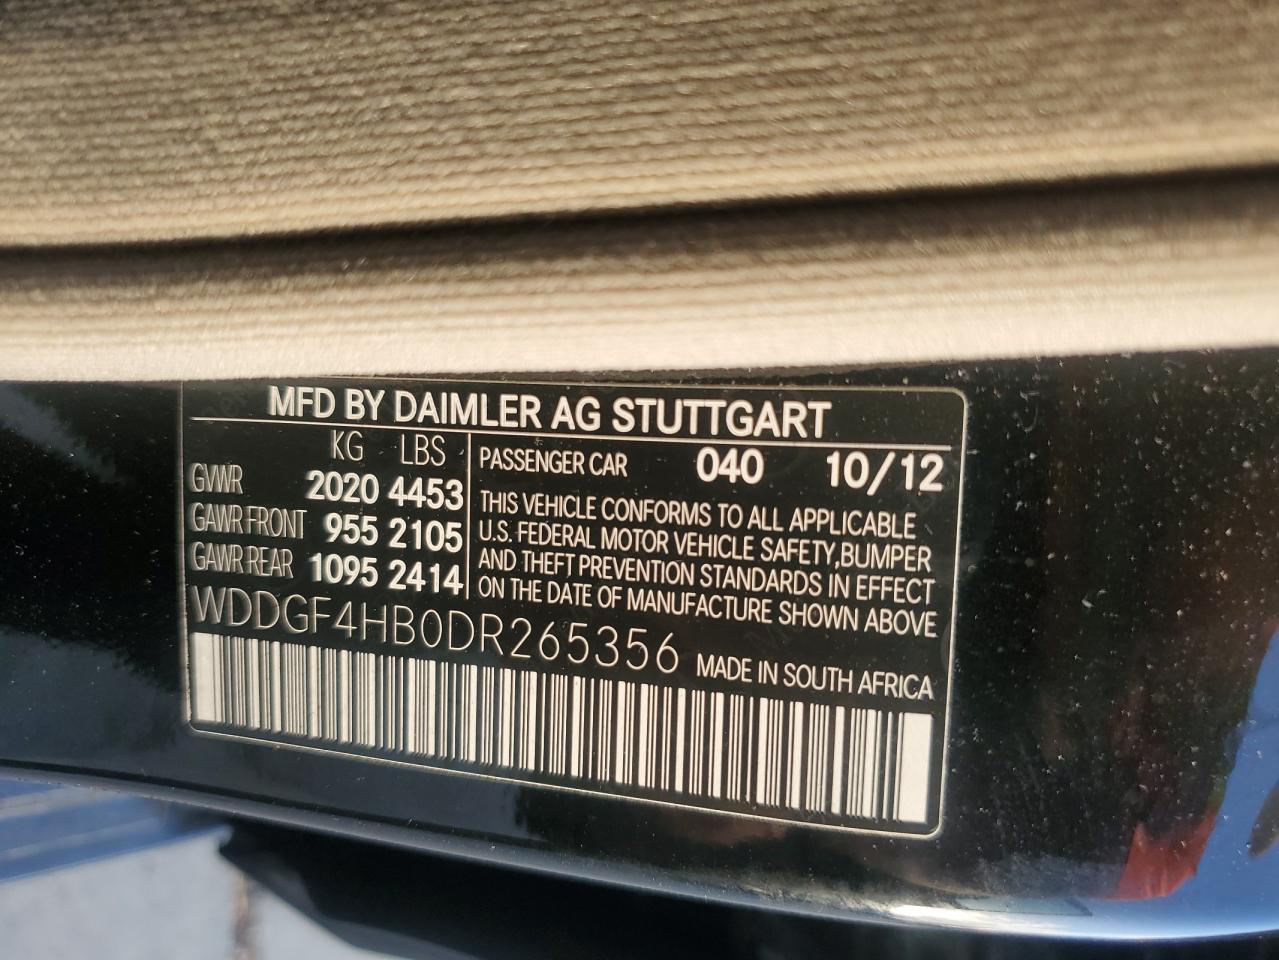 MFD BY DAIMLER AG STUTTGART
KG LBS
GVWR 2020 4453
GAWR FRONT 955 2105
GAWR REAR 1095 2414
PASSENGER CAR 040 10/12
THIS VEHICLE CONFORMS TO ALL APPLICABLE
U.S. FEDERAL MOTOR VEHICLE SAFETY,BUMPER
AND THEFT PREVENTION STANDARDS IN EFFECT
ON THE DATE OF MANUFACTURE SHOWN ABOVE
WDDGF4HB0DR265356 MADE IN SOUTH AFRICA